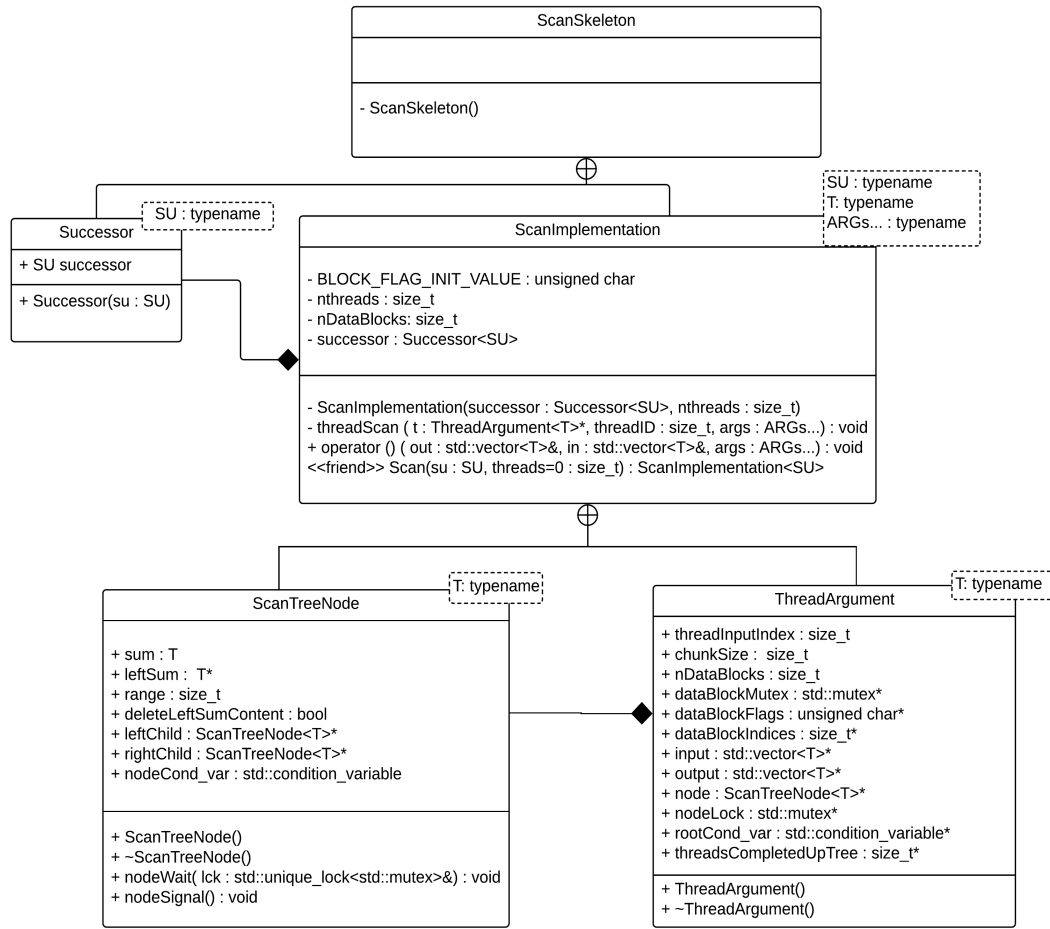 ScanSkeleton
- ScanSkeleton()
SU : typename
Successor
+ SU successor
+ Successor(su : SU)
SU : typename
T: typename
ARGs... : typename
ScanImplementation
- BLOCK_FLAG_INIT_VALUE : unsigned char
- nthreads : size_t
- nDataBlocks: size_t
- successor : Successor<SU>
- ScanImplementation(successor : Successor<SU>, nthreads : size_t)
- threadScan ( t : ThreadArgument<T>*, threadID : size_t, args : ARGs...) : void
+ operator () ( out : std::vector<T>&, in : std::vector<T>&, args : ARGs...) : void
<<friend>> Scan(su : SU, threads=0 : size_t) : ScanImplementation<SU>
T: typename
ScanTreeNode
+ sum : T
+ leftSum :  T*
+ range : size_t
+ deleteLeftSumContent : bool
+ leftChild : ScanTreeNode<T>*
+ rightChild : ScanTreeNode<T>*
+ nodeCond_var : std::condition_variable
+ ScanTreeNode()
+ ~ScanTreeNode()
+ nodeWait( lck : std::unique_lock<std::mutex>&) : void
+ nodeSignal() : void
T: typename
ThreadArgument
+ threadInputIndex : size_t
+ chunkSize :  size_t
+ nDataBlocks : size_t
+ dataBlockMutex : std::mutex*
+ dataBlockFlags : unsigned char*
+ dataBlockIndices : size_t*
+ input : std::vector<T>*
+ output : std::vector<T>*
+ node : ScanTreeNode<T>*
+ nodeLock : std::mutex*
+ rootCond_var : std::condition_variable*
+ threadsCompletedUpTree : size_t*
+ ThreadArgument()
+ ~ThreadArgument()